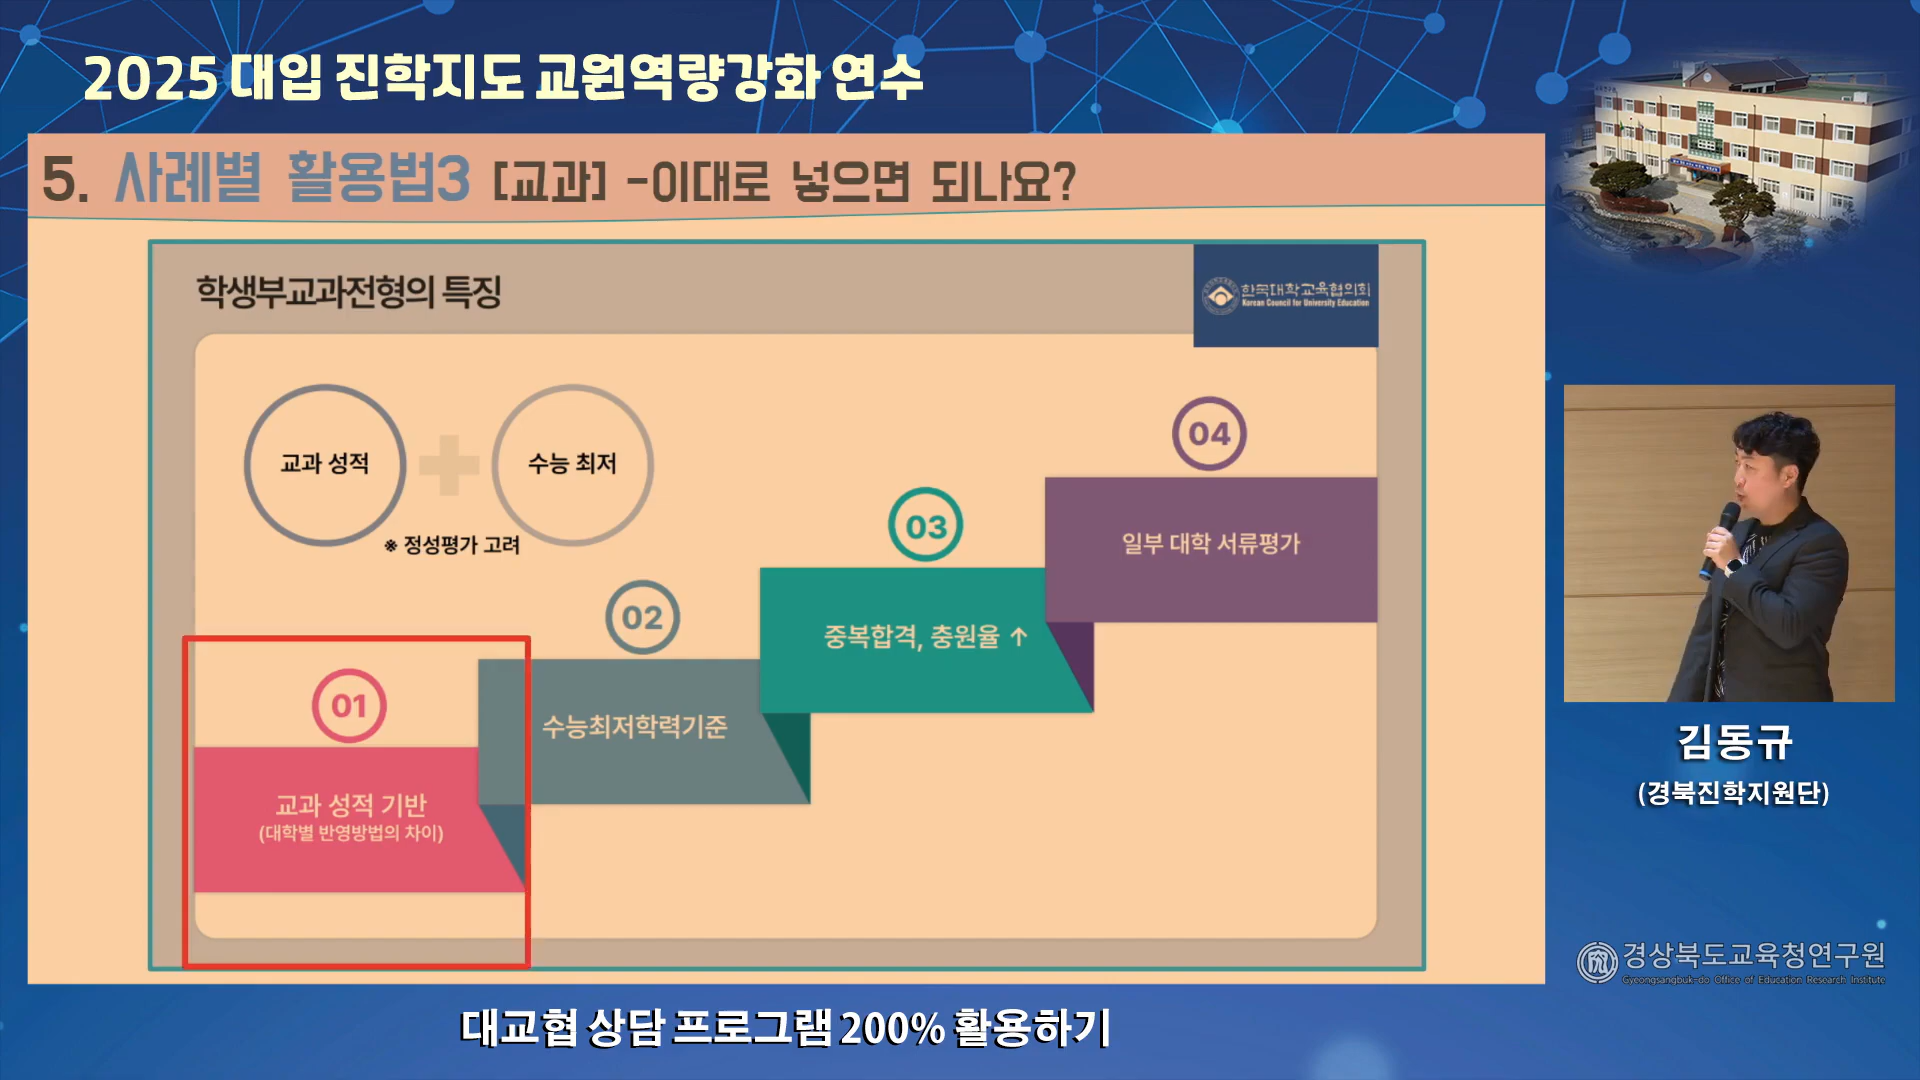 2025 대입 진학지도 교원역량강화 연수
5. 사례별 활용법3 [교과] -이대로 넣으면 되나요?
학생부교과전형의 특징
한국대학교육협의회
Korean Council for University Education
교과 성적
수능 최저
※ 정성평가 고려
01
교과 성적 기반
(대학별 반영방법의 차이)
02
수능최저학력기준
03
중복합격, 충원율 ↑
04
일부 대학 서류평가
김동규
(경북진학지원단)
경상북도교육청연구원
Gyeongsangbuk-do Office of Education Research Institute
대교협 상담 프로그램 200% 활용하기